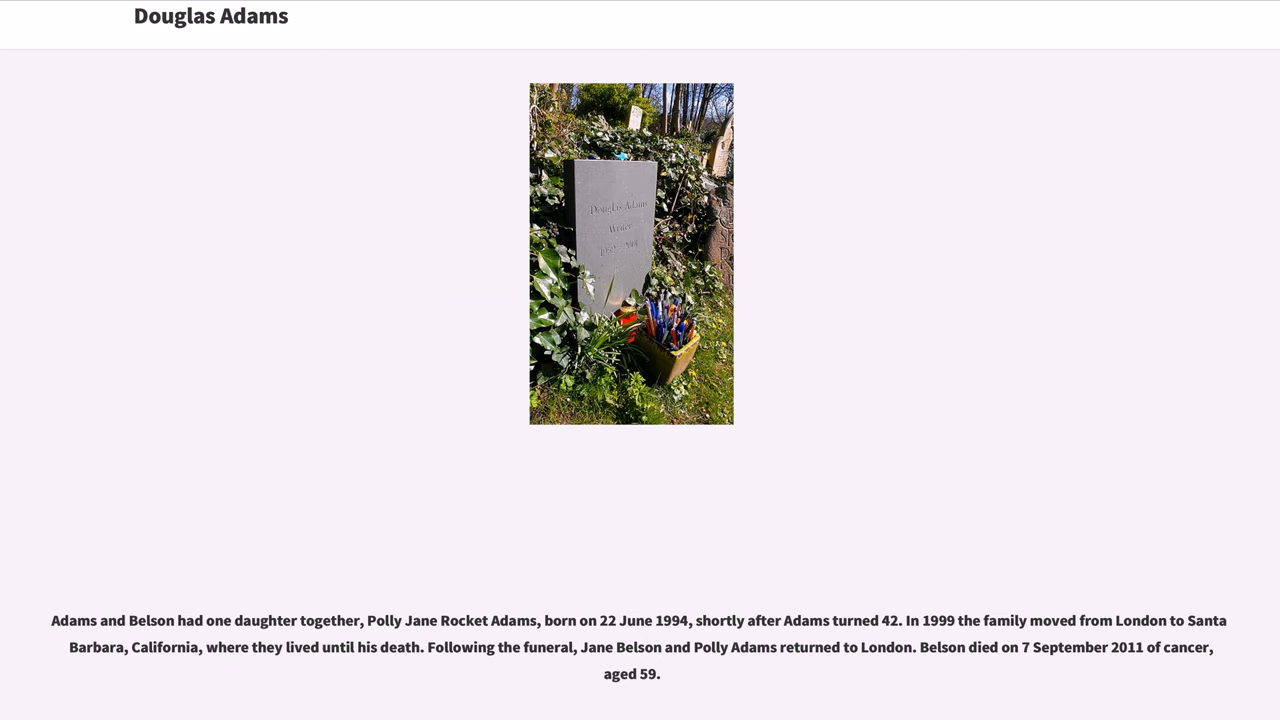 Douglas Adams
Douglas Adams
Writer
Adams and Belson had one daughter together, Polly Jane Rocket Adams, born on 22 June 1994, shortly after Adams turned 42. In 1999 the family moved from London to Santa
Barbara, California, where they lived until his death. Following the funeral, Jane Belson and Polly Adams returned to London. Belson died on 7 September 2011 of cancer,
aged 59.